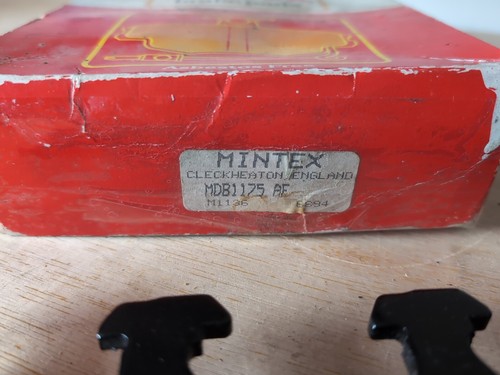 MINTEX
CLECKHEATON, ENGLAND
MDB1175 AF
M1136